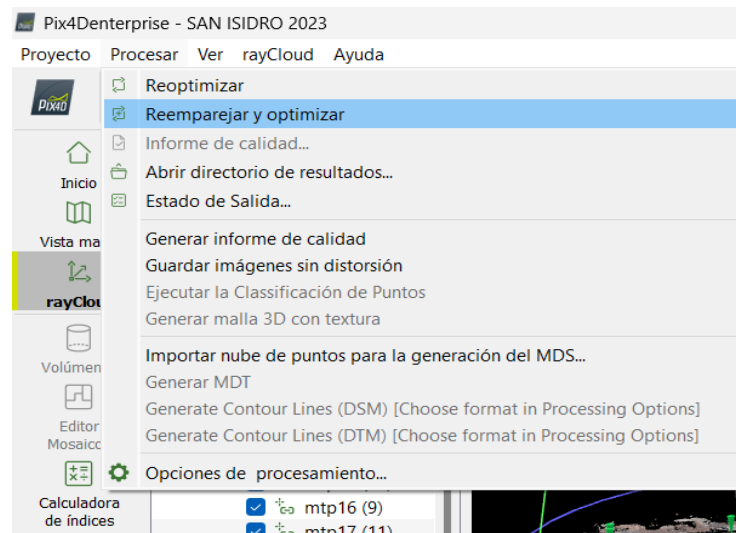 Pix4Denterprise - SAN ISIDRO 2023
Proyecto Procesar Ver rayCloud Ayuda
PIX4D
Reoptimizar
Reemparejar y optimizar
Informe de calidad...
Inicio
Abrir directorio de resultados...
Estado de Salida...
Vista ma
Generar informe de calidad
Guardar imágenes sin distorsión
rayClou
Ejecutar la Classificación de Puntos
Generar malla 3D con textura
Importar nube de puntos para la generación del MDS...
Volúmen
Generar MDT
Generate Contour Lines (DSM) [Choose format in Processing Options]
Editor
Mosaico
Generate Contour Lines (DTM) [Choose format in Processing Options]
Opciones de procesamiento...
Calculadora
de índices
mtp16 (9)
mtp17 (11)